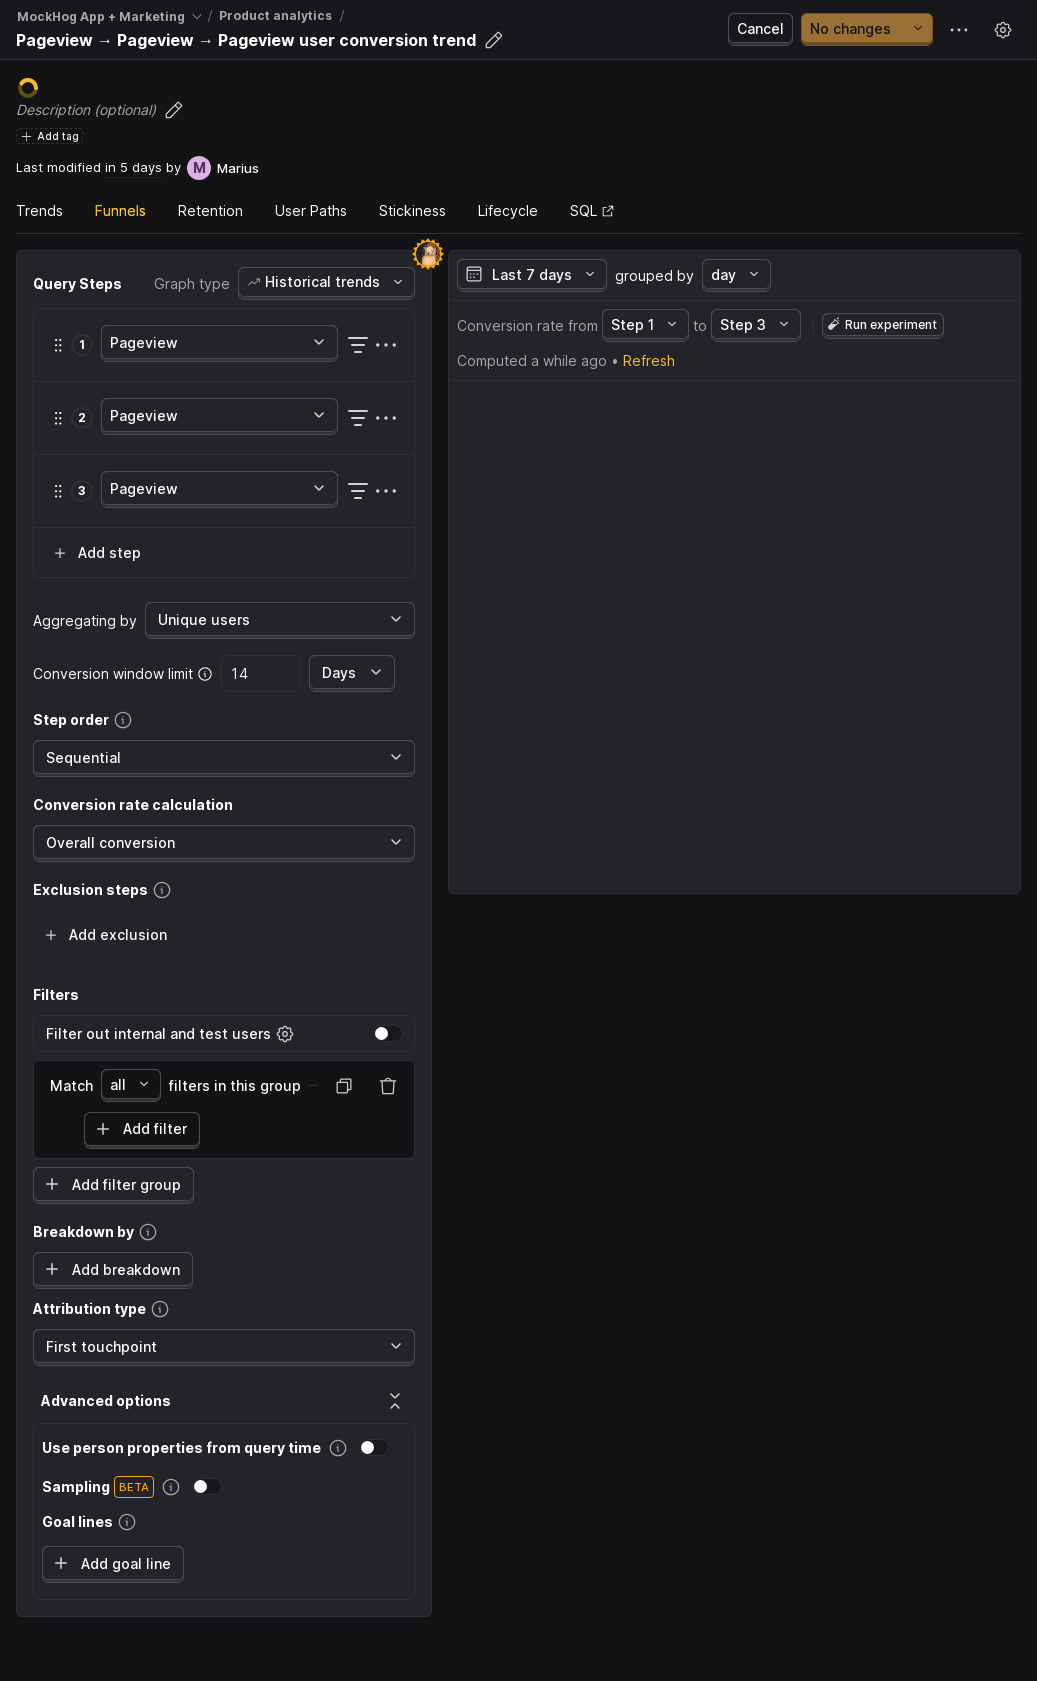 MockHog App + Marketing / Product analytics /
Pageview → Pageview → Pageview user conversion trend
Cancel
No changes
Description (optional)
Add tag
Last modified in 5 days by M Marius
Trends Funnels Retention User Paths Stickiness Lifecycle SQL
Query Steps Graph type Historical trends
1 Pageview
2 Pageview
3 Pageview
Add step
Aggregating by Unique users
Conversion window limit 14 Days
Step order
Sequential
Conversion rate calculation
Overall conversion
Exclusion steps
Add exclusion
Filters
Filter out internal and test users
Match all filters in this group
Add filter
Add filter group
Breakdown by
Add breakdown
Attribution type
First touchpoint
Advanced options
Use person properties from query time
Sampling BETA
Goal lines
Add goal line
Last 7 days grouped by day
Conversion rate from Step 1 to Step 3 Run experiment
Computed a while ago • Refresh